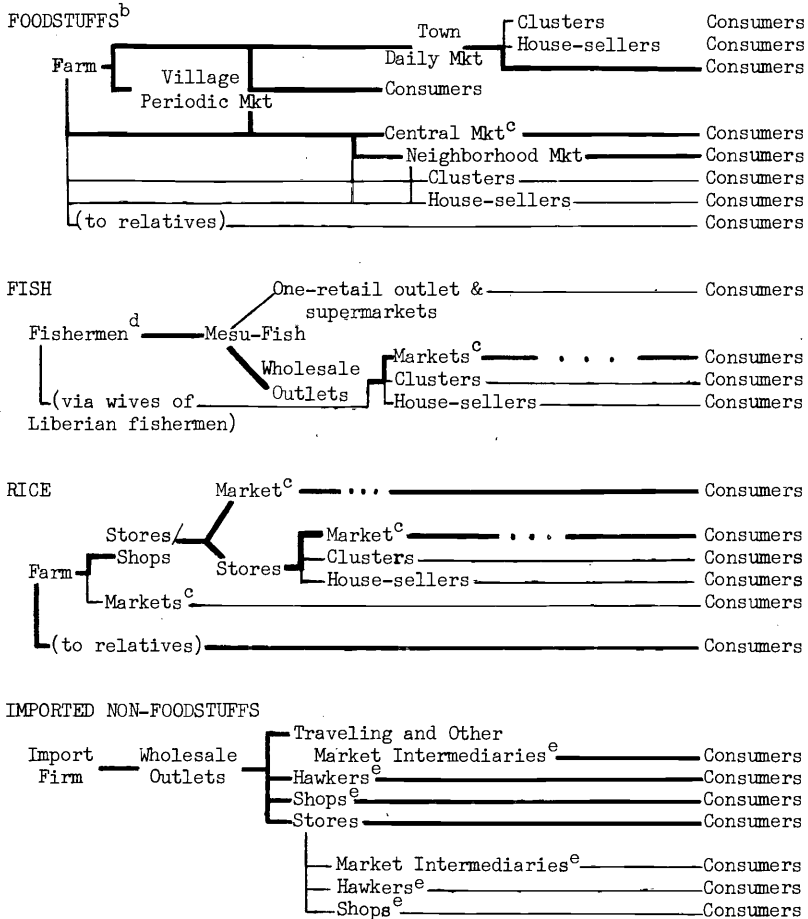 FOODSTUFFS^b
Town Clusters Consumers
Daily Mkt House-sellers Consumers
Farm Consumers
Village Consumers
Periodic Mkt
Central Mkt^c Consumers
Neighborhood Mkt Consumers
Clusters Consumers
House-sellers Consumers
(to relatives) Consumers
FISH
One-retail outlet & Consumers
supermarkets
Fishermen^d Mesu-Fish
Wholesale Markets^c . . . Consumers
Outlets Clusters Consumers
(via wives of House-sellers Consumers
Liberian fishermen)
RICE Market^c ... Consumers
Stores/ Market^c . . . Consumers
Shops Clusters Consumers
Farm Stores House-sellers Consumers
Markets^c Consumers
(to relatives) Consumers
IMPORTED NON-FOODSTUFFS
Traveling and Other
Import Wholesale Market Intermediaries^e Consumers
Firm Outlets Hawkers^e Consumers
Shops^e Consumers
Stores Consumers
Market Intermediaries^e Consumers
Hawkers^e Consumers
Shops^e Consumers